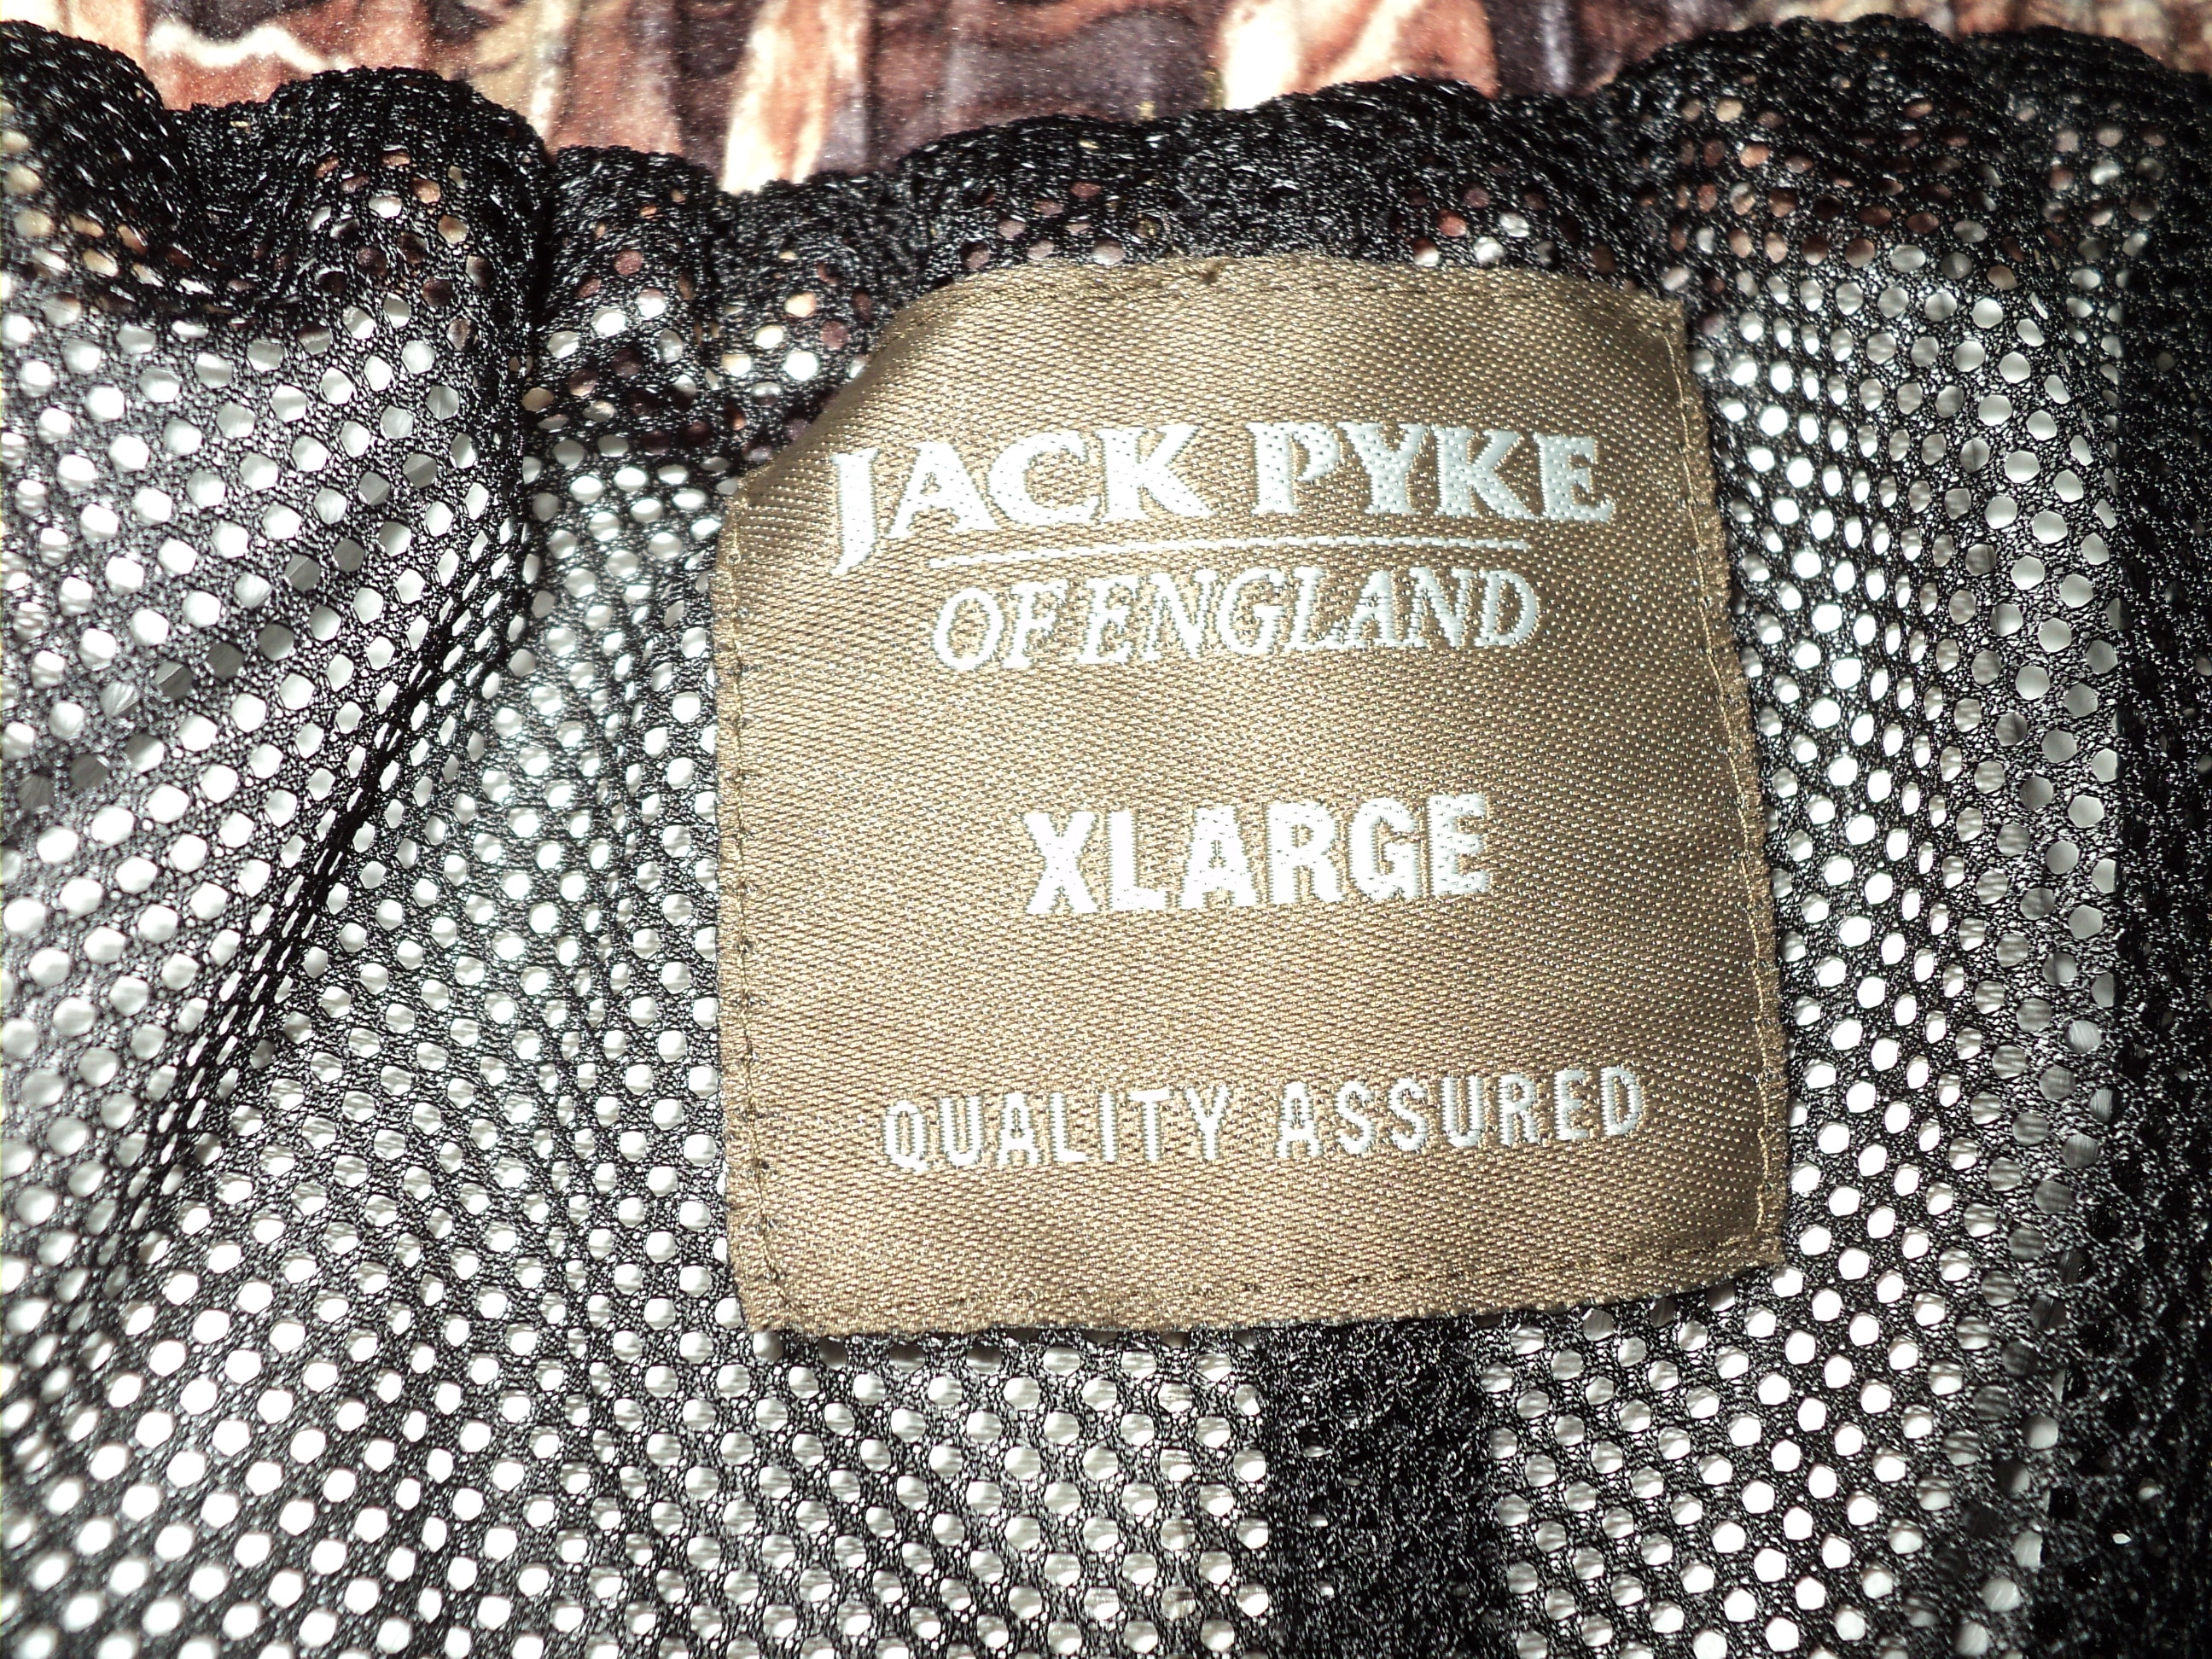 JACK PYKE
OF ENGLAND
XLARGE
QUALITY ASSURED